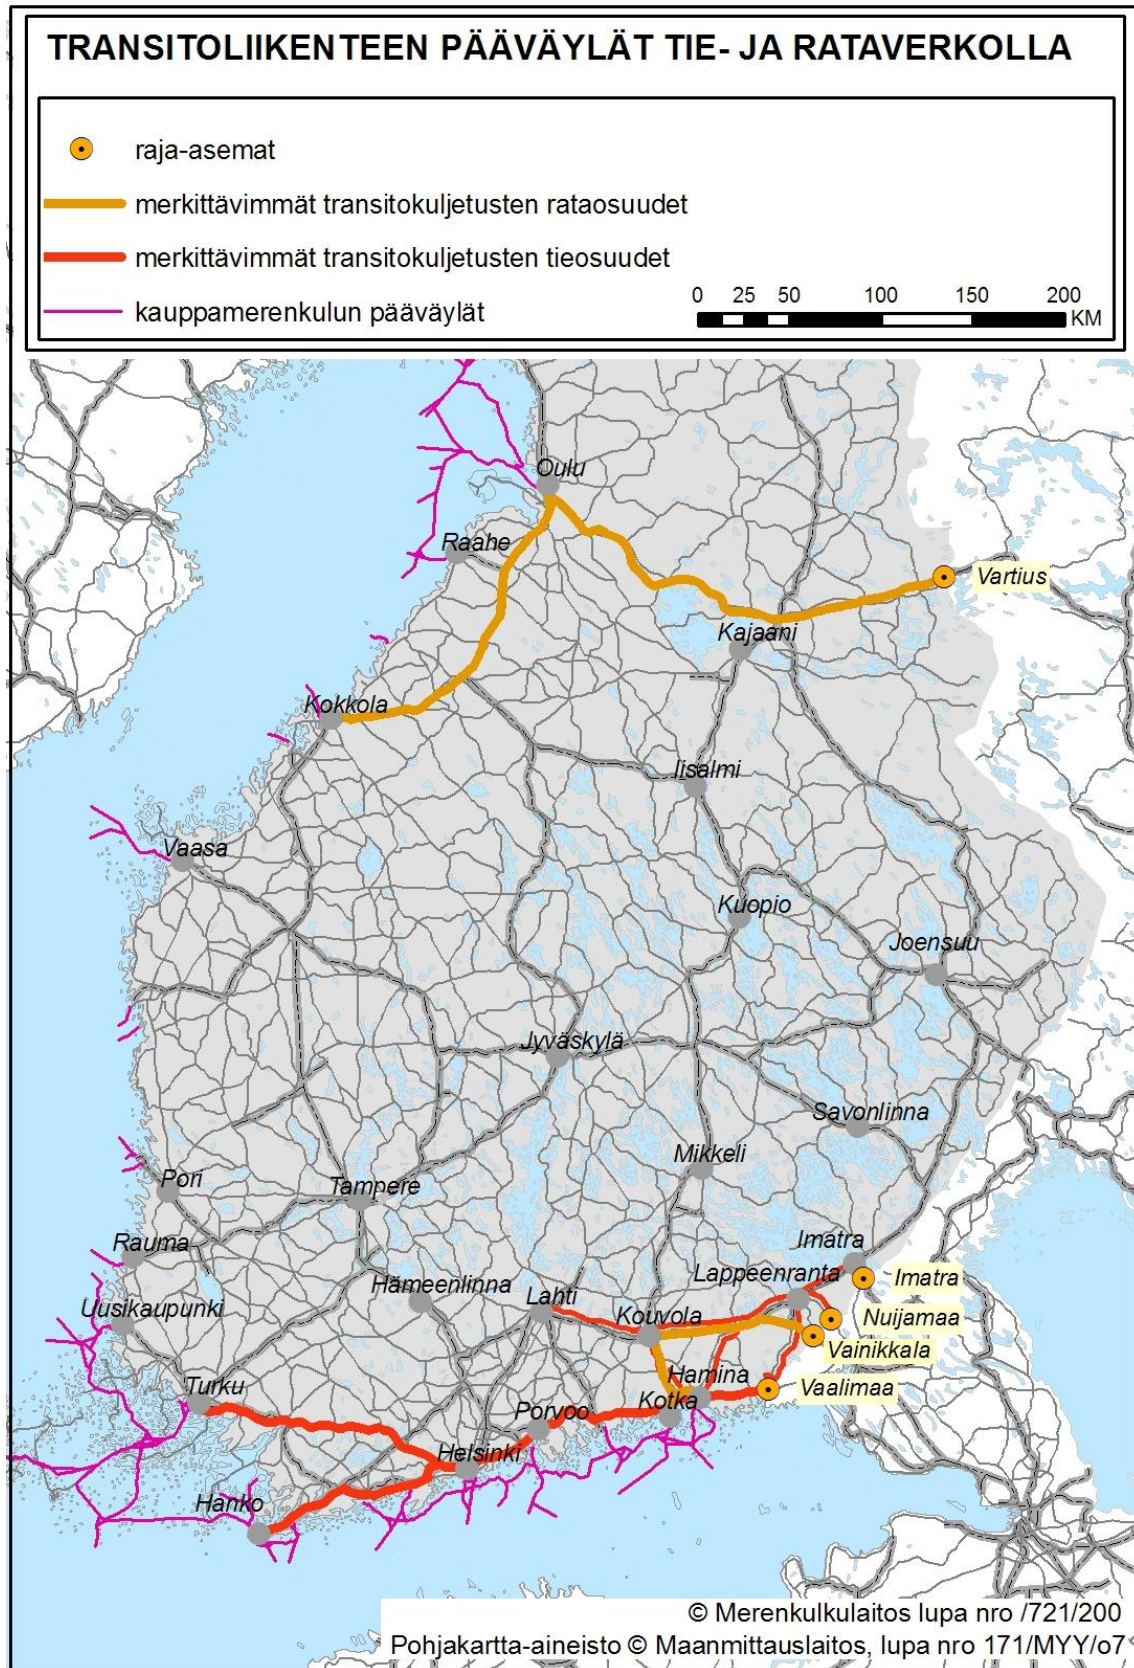 TRANSITOLIIKENTEEN PÄÄVÄYLÄT TIE- JA RATAVERKOLLA
raja-asemat
merkittävimmät transitokuljetusten rataosuudet
merkittävimmät transitokuljetusten tieosuudet
kauppamerenkulun pääväylät
0 25 50 100 150 200
KM
Oulu
Raahe
Vartius
Kajaani
Kokkola
Iisalmi
Vaasa
Kuopio
Joensuu
Jyväskylä
Savonlinna
Mikkeli
Pori
Tampere
Rauma
Imatra
Lappeenranta
Imatra
Hämeenlinna
Uusikaupunki
Lahti
Kouvola
Nuijamaa
Vainikkala
Hamina
Vaalimaa
Turku
Kotka
Porvoo
Helsinki
Hanko
© Merenkulkulaitos lupa nro /721/200
Pohjakartta-aineisto © Maanmittauslaitos, lupa nro 171/MYY/o7